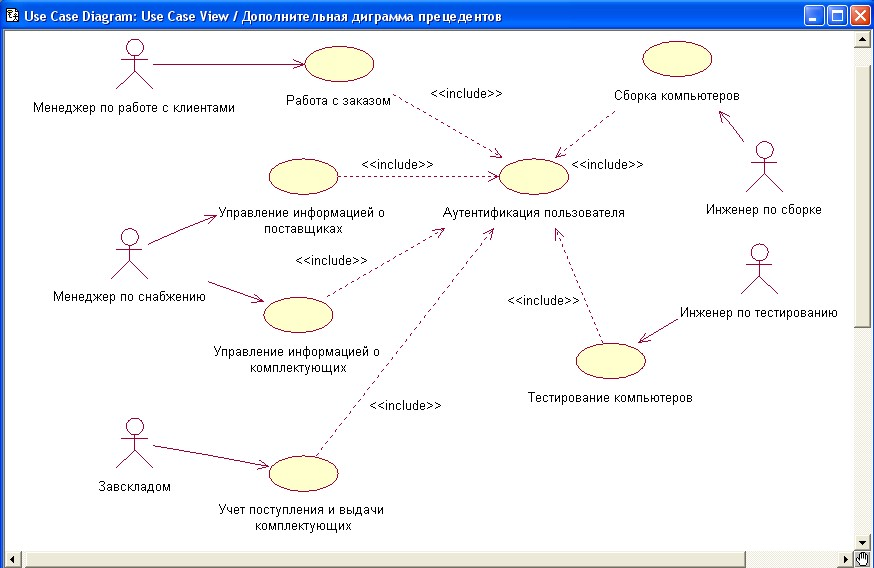 Use Case Diagram: Use Case View / Дополнительная диграмма прецедентов
Менеджер по работе с клиентами
Работа с заказом
<<include>>
Сборка компьютеров
<<include>>
<<include>>
Инженер по сборке
Управление информацией о
поставщиках
Аутентификация пользователя
Менеджер по снабжению
<<include>>
<<include>>
Инженер по тестированию
Управление информацией о
комплектующих
Тестирование компьютеров
<<include>>
Завскладом
Учет поступления и выдачи
комплектующих